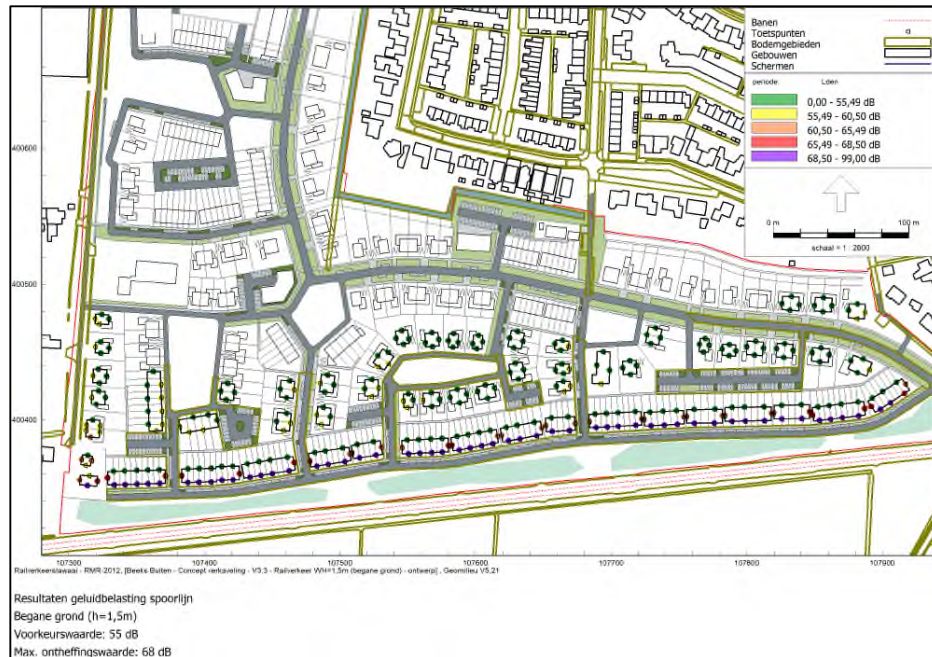 Banen
Toetspunten
Bodemgebieden
Gebouwen
Schermen
periode: Lden
0,00 - 55,49 dB
55,49 - 60,50 dB
60,50 - 65,49 dB
65,49 - 68,50 dB
68,50 - 99,00 dB
0 m 100 m
schaal = 1 : 2800
400600
400500
400400
107300 107400 107500 107600 107700 107800 107900
Railverkeerslawaai - RMR-2012, [Beeks Buiten - Concept verkaveling - V3.3 - Railverkeer WH=1,5m (begane grond) - ontwerp] , Geomilieu V5.21
Resultaten geluidbelasting spoorlijn
Begane grond (h=1,5m)
Voorkeurswaarde: 55 dB
Max. ontheffingswaarde: 68 dB